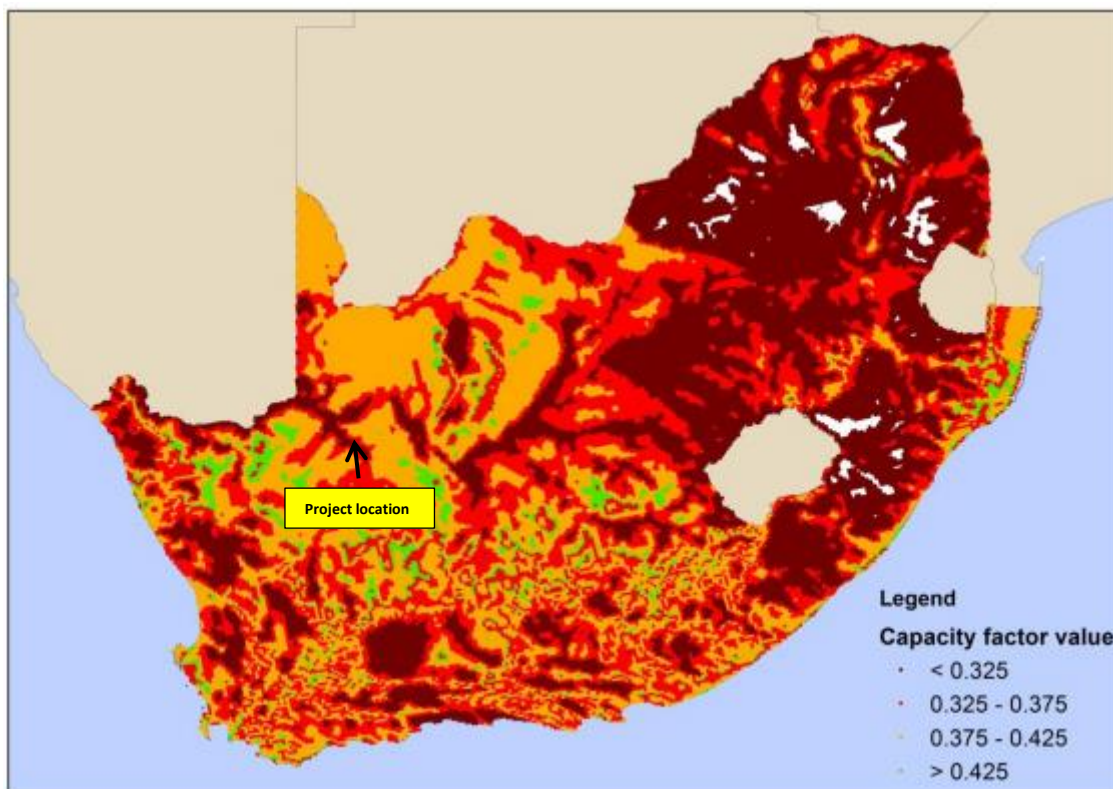 Project location
Legend
Capacity factor value
< 0.325
0.325 - 0.375
0.375 - 0.425
> 0.425